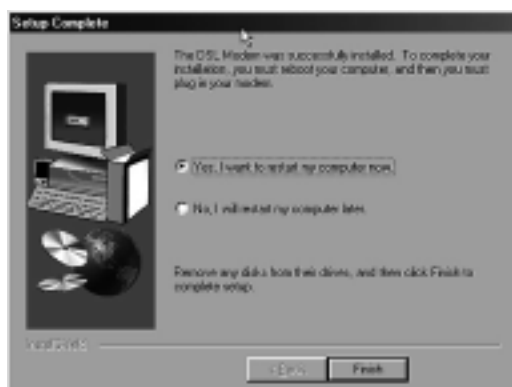 Setup Complete
The DSL Modem was successfully installed. To complete your
installation, you must reboot your computer, and then you must
plug in your modem.
Yes, I want to restart my computer now.
No, I will restart my computer later.
Remove any disks from their drives, and then click Finish to
complete setup.
InstallShield
< Back
Finish